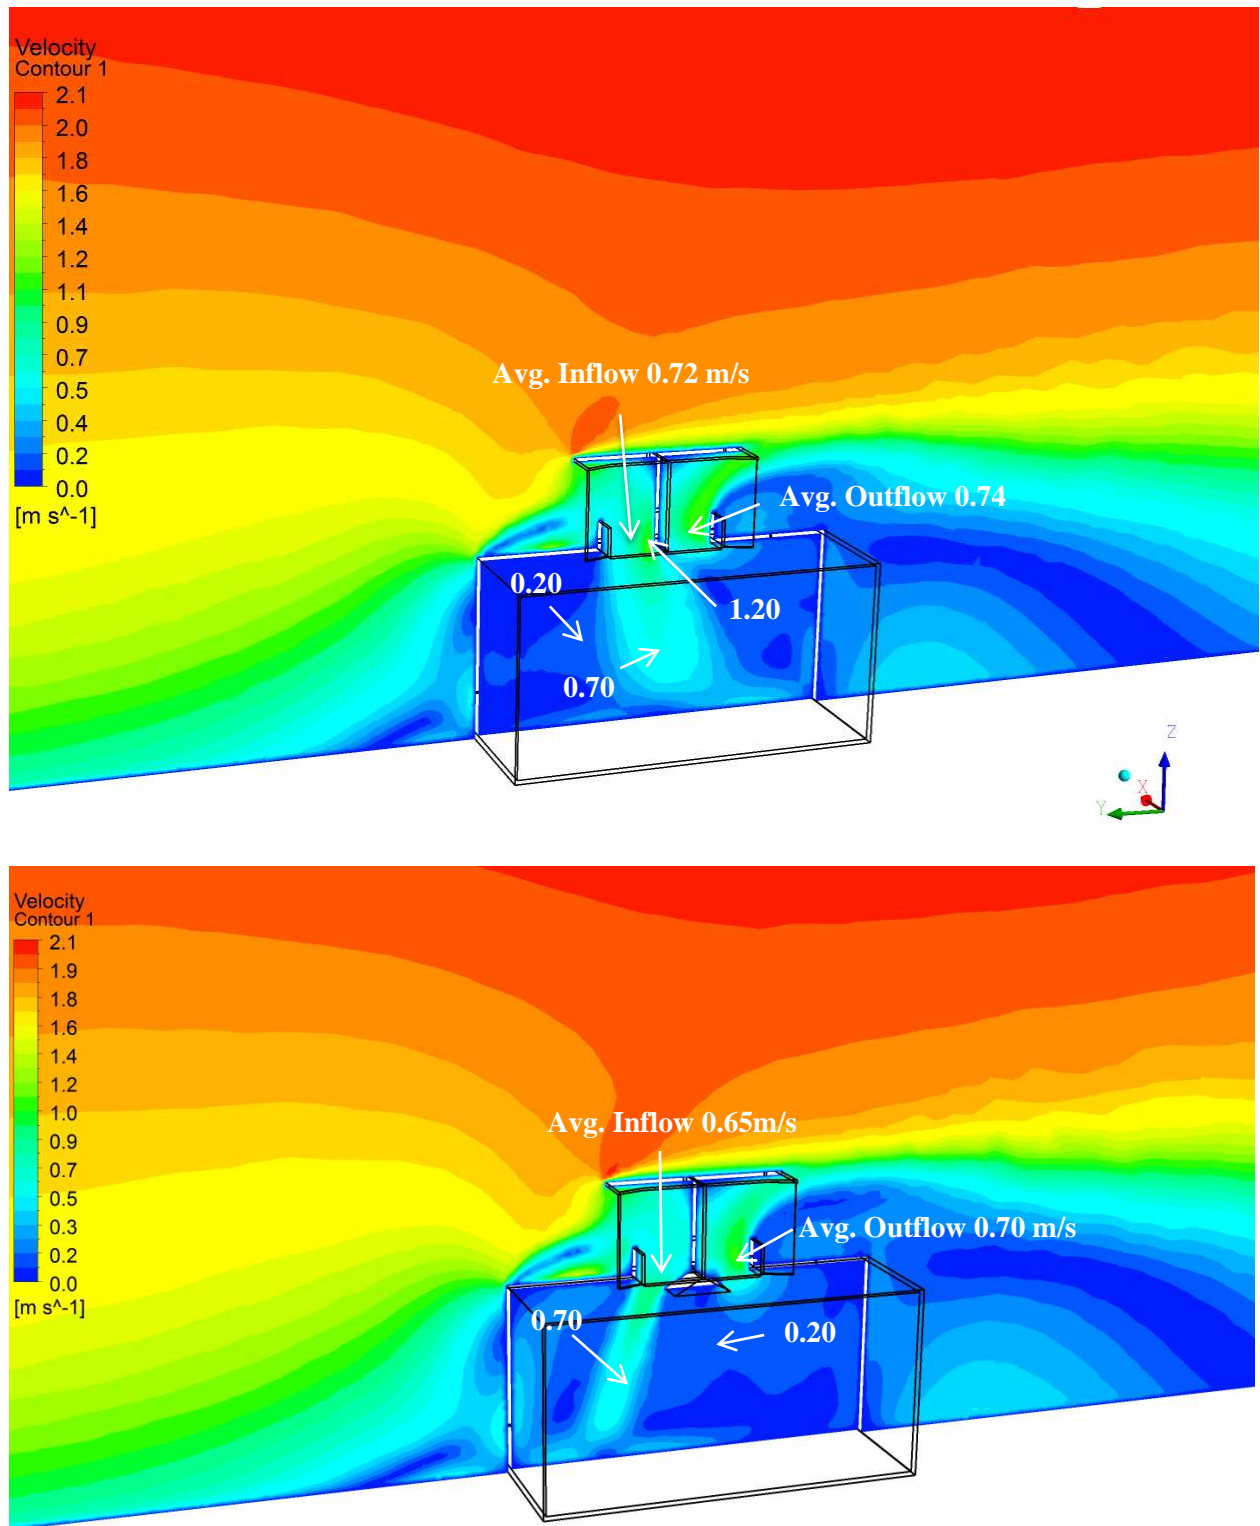 Velocity
Contour 1
2.1
2.0
1.8
1.6
1.4
1.2
1.1
0.9
0.7
0.5
0.4
0.2
0.0
[m s^-1]
Avg. Inflow 0.72 m/s
Avg. Outflow 0.74
0.20
1.20
0.70
Z
X
Y
Velocity
Contour 1
2.1
1.9
1.8
1.6
1.4
1.2
1.0
0.9
0.7
0.5
0.3
0.2
0.0
[m s^-1]
Avg. Inflow 0.65m/s
Avg. Outflow 0.70 m/s
0.70
0.20